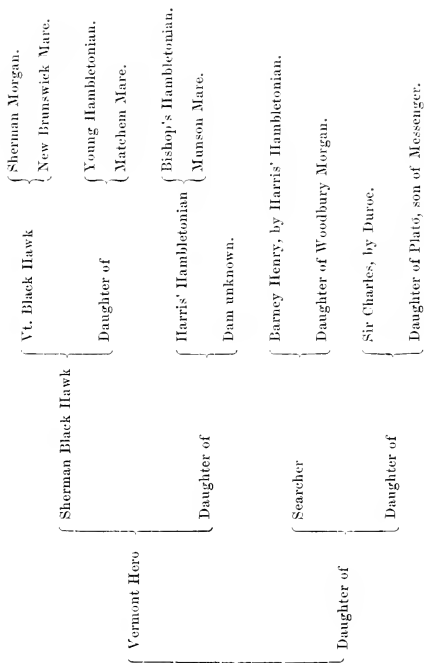 Vermont Hero
Daughter of
Sherman Black Hawk
Daughter of
Searcher
Daughter of
Vt. Black Hawk
Daughter of
Harris' Hambletonian
Dam unknown.
Barney Henry, by Harris' Hambletonian.
Daughter of Woodbury Morgan.
Sir Charles, by Duroc.
Daughter of Plato, son of Messenger.
Sherman Morgan.
New Brunswick Mare.
Young Hambletonian.
Matchem Mare.
Bishop's Hambletonian.
Munson Mare.